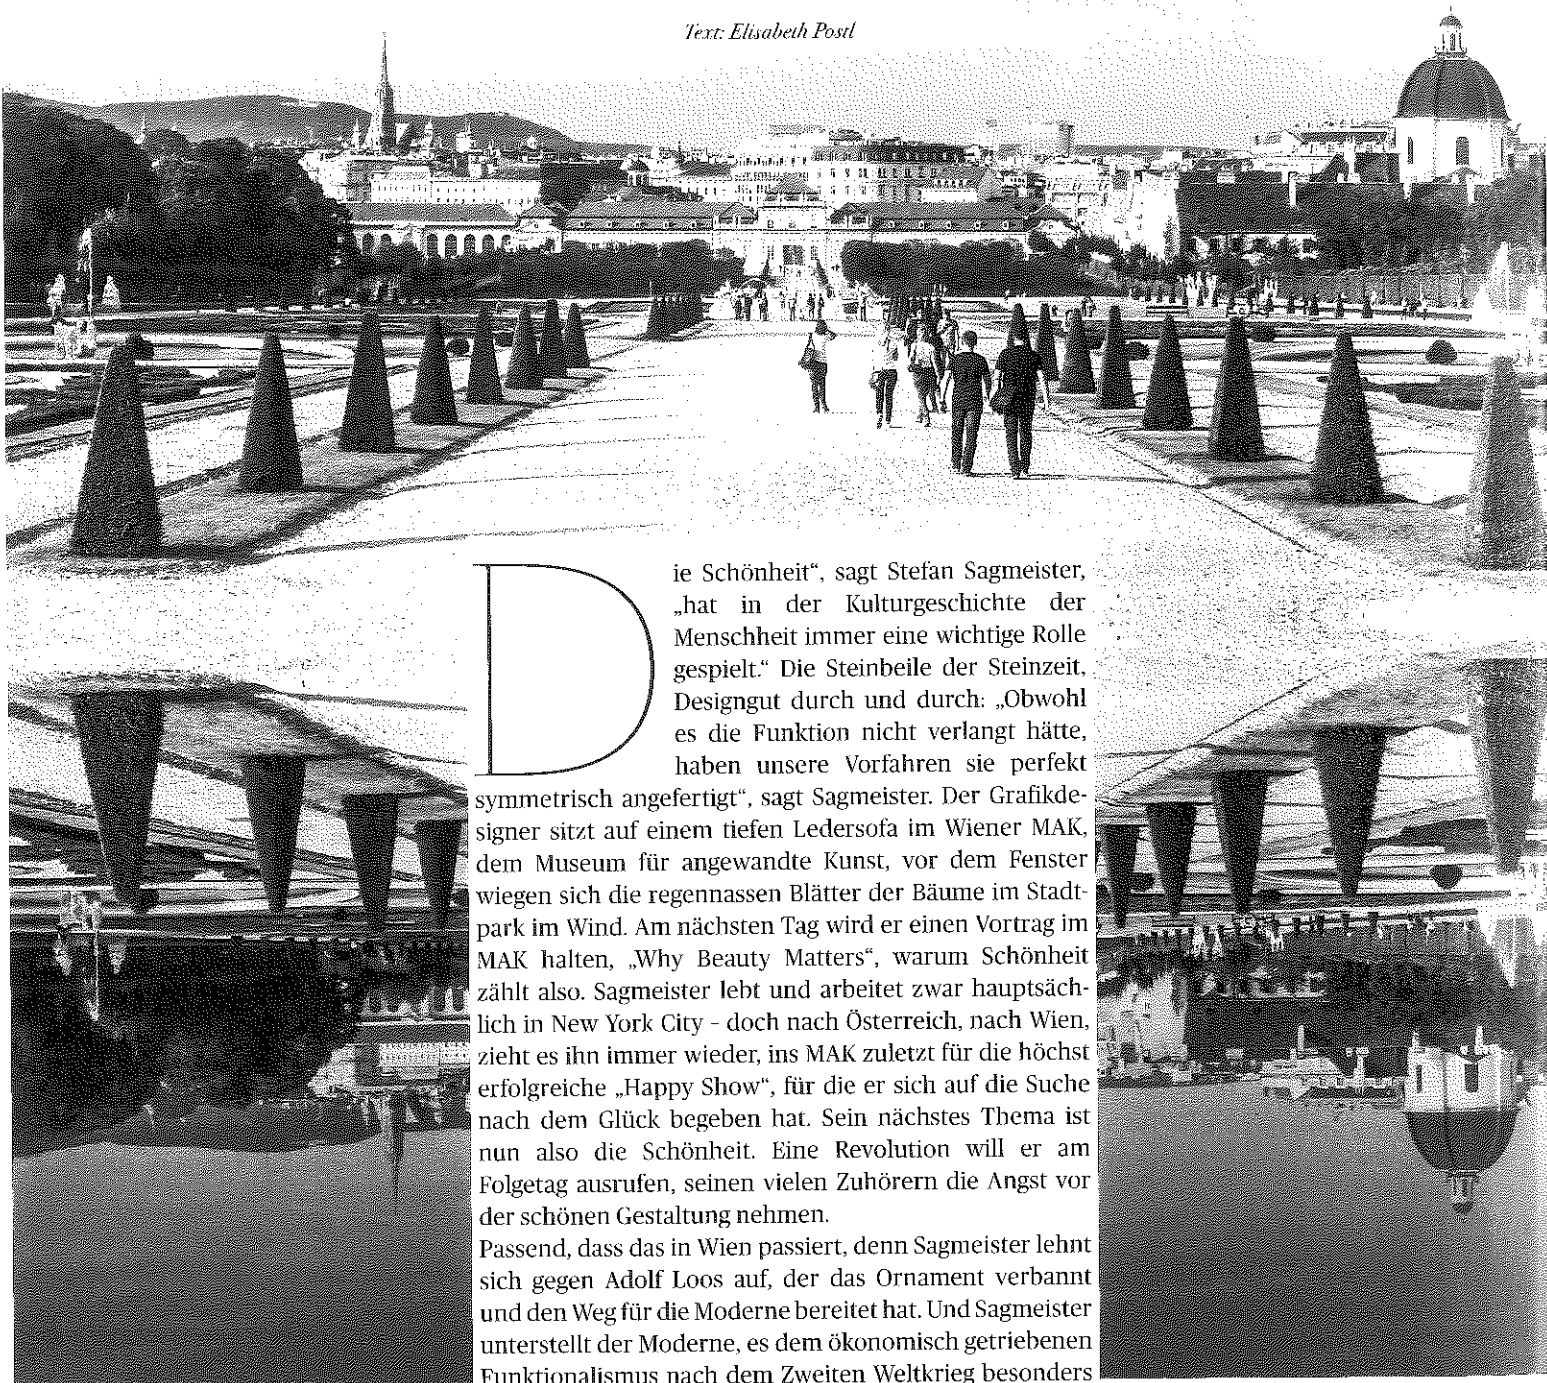 Text: Elisabeth Postl
Die Schönheit“, sagt Stefan Sagmeister,
„hat in der Kulturgeschichte der
Menschheit immer eine wichtige Rolle
gespielt.“ Die Steinbeile der Steinzeit,
Designgut durch und durch: „Obwohl
es die Funktion nicht verlangt hätte,
haben unsere Vorfahren sie perfekt
symmetrisch angefertigt“, sagt Sagmeister. Der Grafikde-
signer sitzt auf einem tiefen Ledersofa im Wiener MAK,
dem Museum für angewandte Kunst, vor dem Fenster
wiegen sich die regennassen Blätter der Bäume im Stadt-
park im Wind. Am nächsten Tag wird er einen Vortrag im
MAK halten, „Why Beauty Matters“, warum Schönheit
zählt also. Sagmeister lebt und arbeitet zwar hauptsäch-
lich in New York City – doch nach Österreich, nach Wien,
zieht es ihn immer wieder, ins MAK zuletzt für die höchst
erfolgreiche „Happy Show“, für die er sich auf die Suche
nach dem Glück begeben hat. Sein nächstes Thema ist
nun also die Schönheit. Eine Revolution will er am
Folgetag ausrufen, seinen vielen Zuhörern die Angst vor
der schönen Gestaltung nehmen.
Passend, dass das in Wien passiert, denn Sagmeister lehnt
sich gegen Adolf Loos auf, der das Ornament verbannt
und den Weg für die Moderne bereitet hat. Und Sagmeister
unterstellt der Moderne, es dem ökonomisch getriebenen
Funktionalismus nach dem Zweiten Weltkrieg besonders